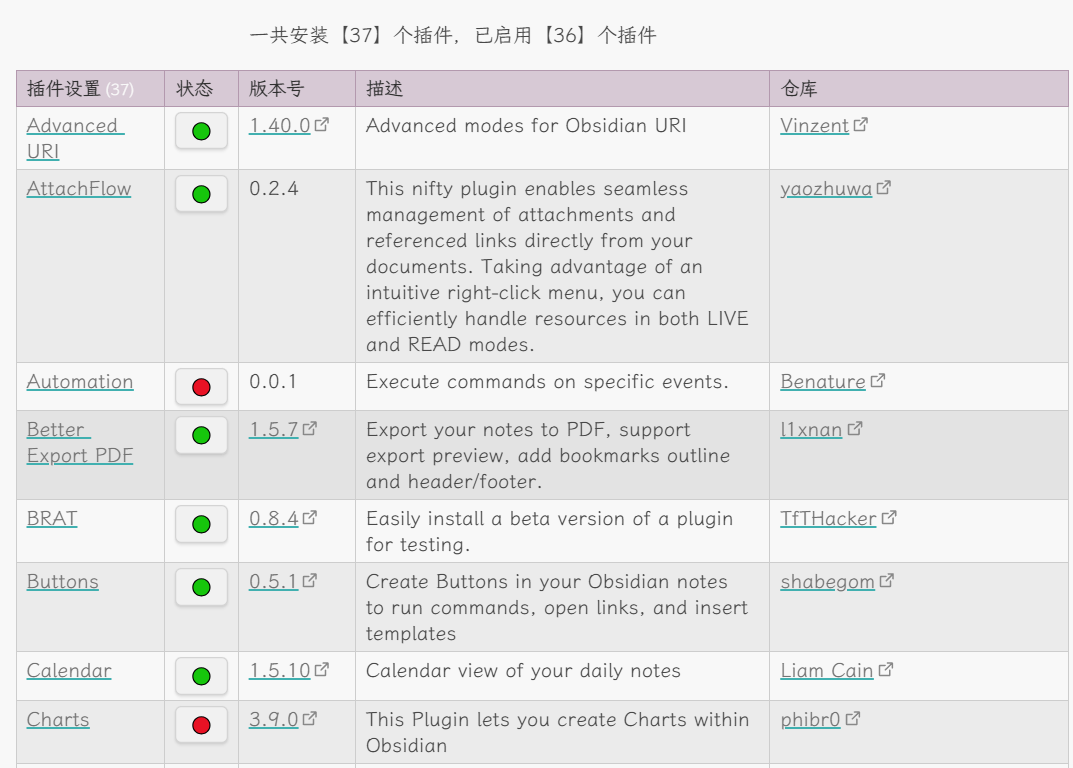 一共安装【37】个插件，已启用【36】个插件
插件设置 (37) 状态 版本号 描述 仓库
Advanced 1.40.0 Advanced modes for Obsidian URI Vinzent
URI
AttachFlow 0.2.4 This nifty plugin enables seamless yaozhuwa
management of attachments and
referenced links directly from your
documents. Taking advantage of an
intuitive right-click menu, you can
efficiently handle resources in both LIVE
and READ modes.
Automation 0.0.1 Execute commands on specific events. Benature
Better 1.5.7 Export your notes to PDF, support l1xnan
Export PDF export preview, add bookmarks outline
and header/footer.
BRAT 0.8.4 Easily install a beta version of a plugin TfTHacker
for testing.
Buttons 0.5.1 Create Buttons in your Obsidian notes shabegom
to run commands, open links, and insert
templates
Calendar 1.5.10 Calendar view of your daily notes Liam Cain
Charts 3.9.0 This Plugin lets you create Charts within phibr0
Obsidian